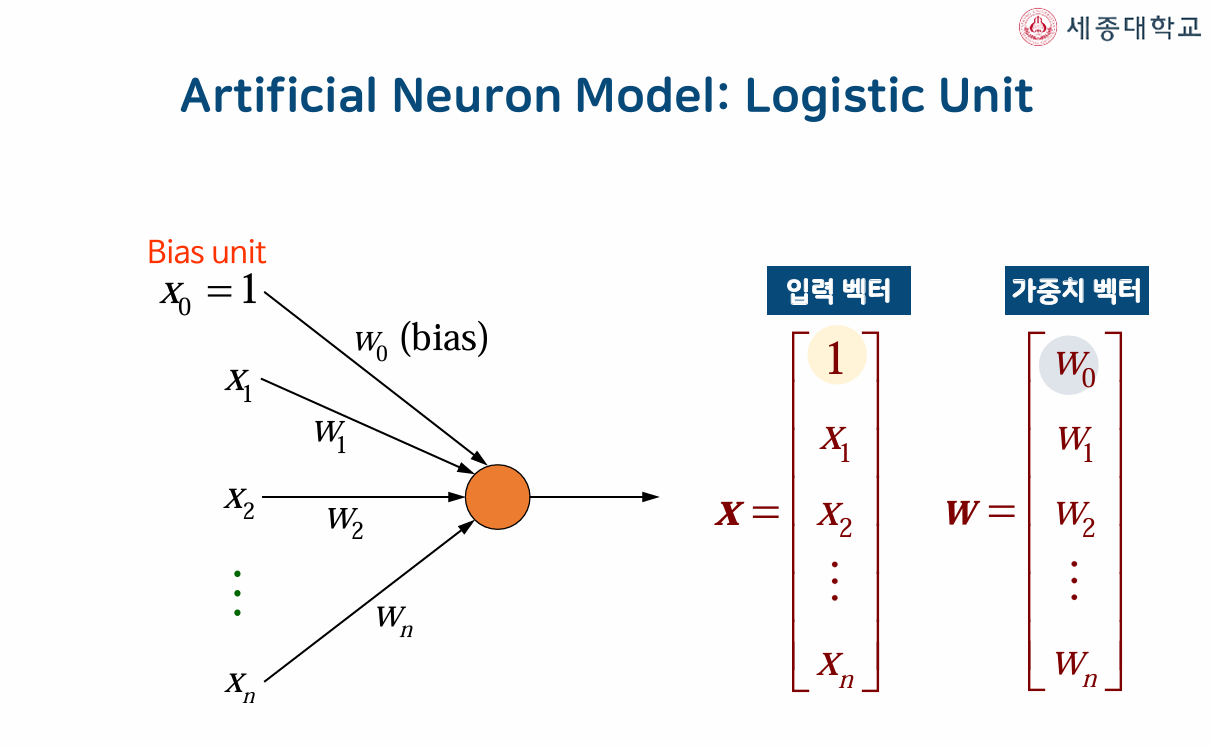 세종대학교
Artificial Neuron Model: Logistic Unit
Bias unit
x₀ = 1
w₀ (bias)
x₁
w₁
x₂
w₂
⋮
wₙ
xₙ
입력 벡터
x =
1
x₁
x₂
⋮
xₙ
가중치 벡터
w =
w₀
w₁
w₂
⋮
wₙ